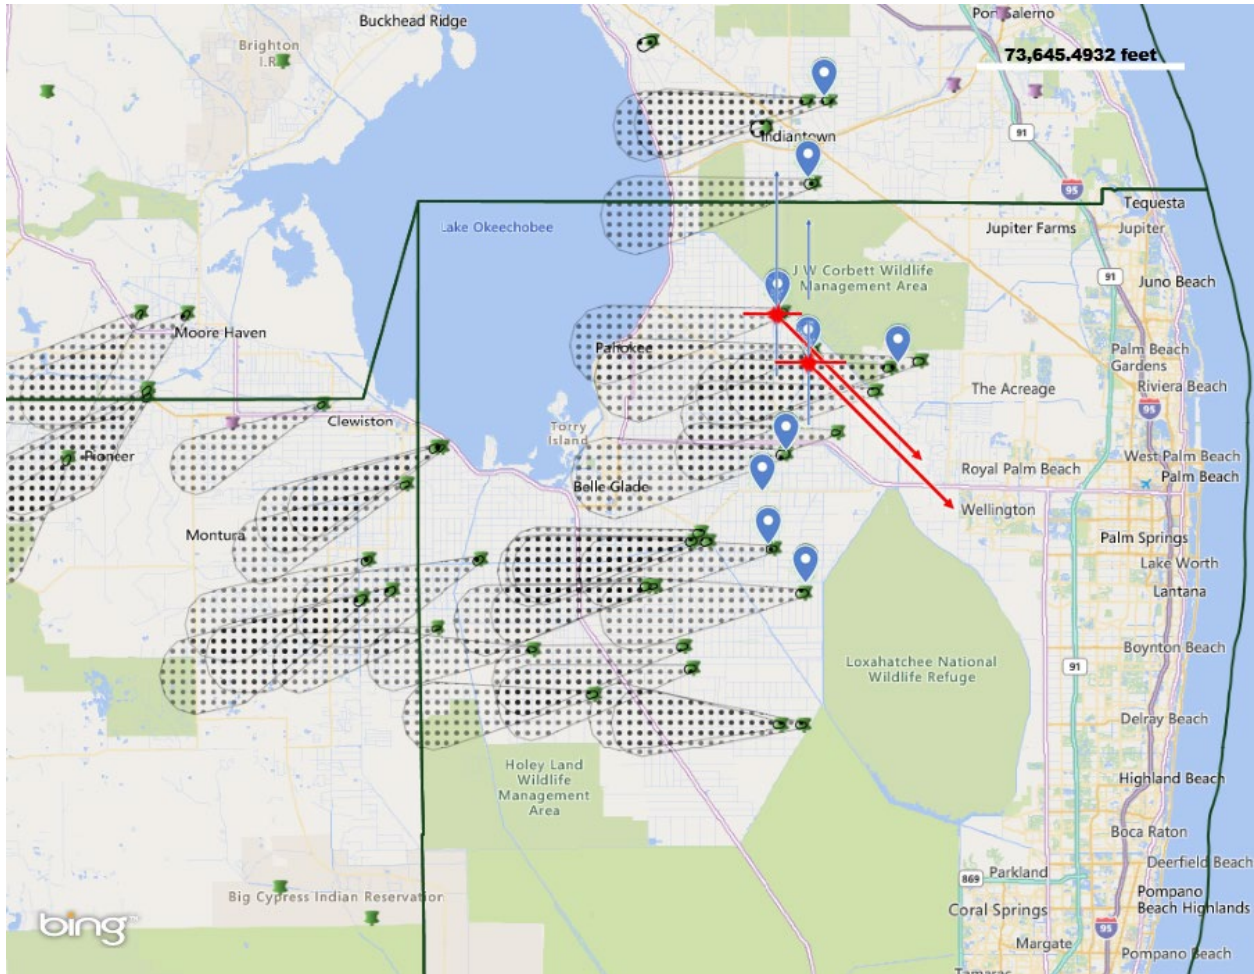 Buckhead Ridge
Port Salerno
Brighton
I.R.
73,645.4932 feet
91
Indiantown
95
Tequesta
Lake Okeechobee
Jupiter Farms
Jupiter
J W Corbett Wildlife
Management Area
91
Juno Beach
Moore Haven
Pahokee
Palm Beach
Gardens
Riviera Beach
The Acreage
95
Clewiston
Torry
Island
Pioneer
West Palm Beach
Royal Palm Beach
Palm Beach
Belle Glade
Wellington
Montura
Palm Springs
Lake Worth
Lantana
Boynton Beach
Loxahatchee National
Wildlife Refuge
91
Delray Beach
Holey Land
Wildlife
Management
Area
Highland Beach
Boca Raton
Deerfield Beach
869
Parkland
Big Cypress Indian Reservation
Pompano
Beach Highlands
Coral Springs
bing
95
Margate
Pompano Beach
Tamarac